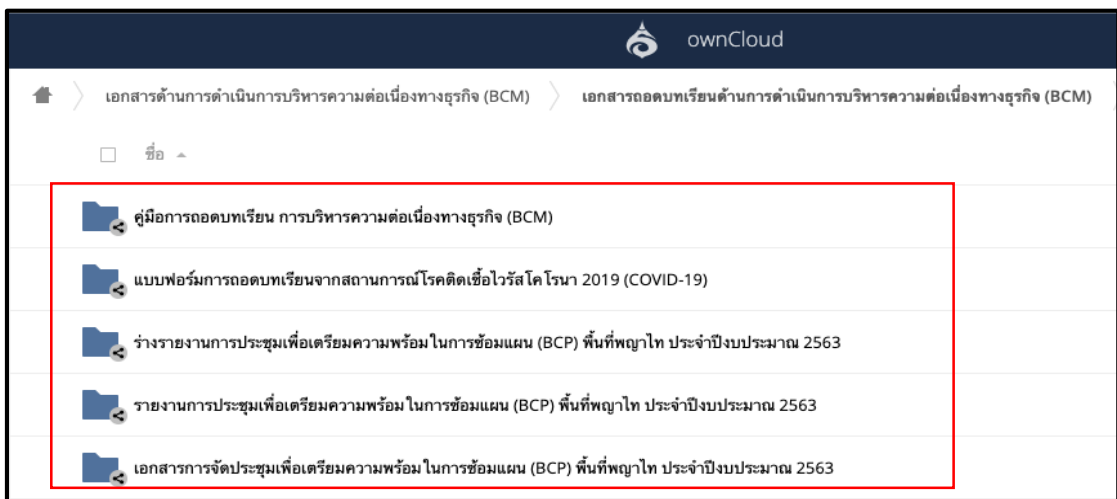 ownCloud
เอกสารด้านการดำเนินการบริหารความต่อเนื่องทางธุรกิจ (BCM) เอกสารถอดบทเรียนด้านการดำเนินการบริหารความต่อเนื่องทางธุรกิจ (BCM)
ชื่อ
คู่มือการถอดบทเรียน การบริหารความต่อเนื่องทางธุรกิจ (BCM)
แบบฟอร์มการถอดบทเรียนจากสถานการณ์โรคติดเชื้อไวรัสโคโรนา 2019 (COVID-19)
ร่างรายงานการประชุมเพื่อเตรียมความพร้อมในการซ้อมแผน (BCP) พื้นที่พญาไท ประจำปีงบประมาณ 2563
รายงานการประชุมเพื่อเตรียมความพร้อมในการซ้อมแผน (BCP) พื้นที่พญาไท ประจำปีงบประมาณ 2563
เอกสารการจัดประชุมเพื่อเตรียมความพร้อมในการซ้อมแผน (BCP) พื้นที่พญาไท ประจำปีงบประมาณ 2563